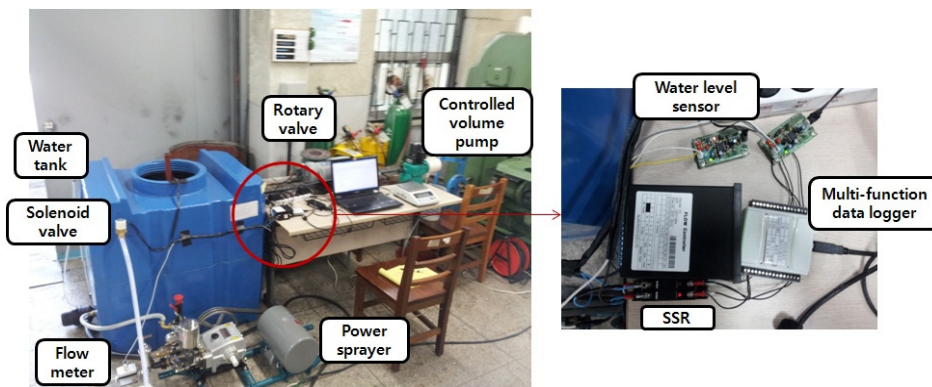 Water
tank
Solenoid
valve
Flow
meter
Rotary
valve
Controlled
volume
pump
Power
sprayer
Water level
sensor
Multi-function
data logger
SSR
FLOW